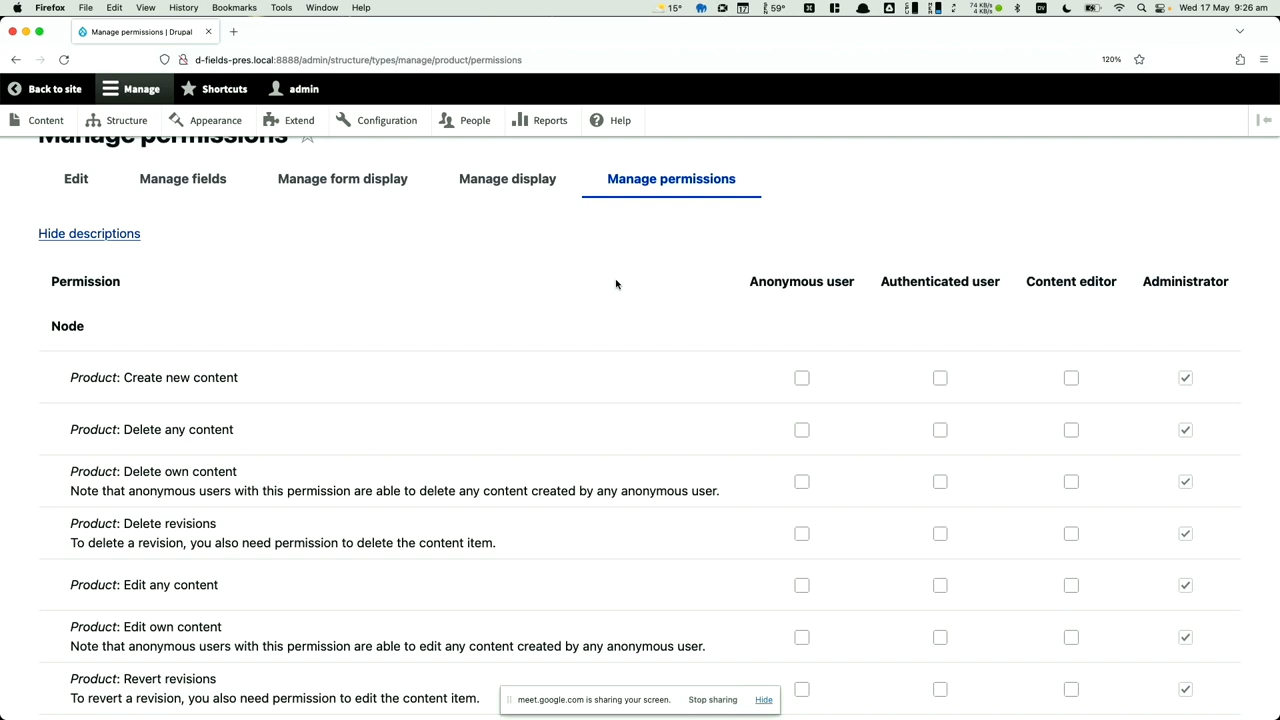 Firefox File Edit View History Bookmarks Tools Window Help 15° 59° 74 KB/s 4 KB/s Wed 17 May 9:26 am
Manage permissions | Drupal
d-fields-pres.local:8888/admin/structure/types/manage/product/permissions 120%
Back to site Manage Shortcuts admin
Content Structure Appearance Extend Configuration People Reports Help
Manage permissions
Edit Manage fields Manage form display Manage display Manage permissions
Hide descriptions
Permission Anonymous user Authenticated user Content editor Administrator
Node
Product: Create new content
Product: Delete any content
Product: Delete own content
Note that anonymous users with this permission are able to delete any content created by any anonymous user.
Product: Delete revisions
To delete a revision, you also need permission to delete the content item.
Product: Edit any content
Product: Edit own content
Note that anonymous users with this permission are able to edit any content created by any anonymous user.
Product: Revert revisions
To revert a revision, you also need permission to edit the content item.
meet.google.com is sharing your screen. Stop sharing Hide